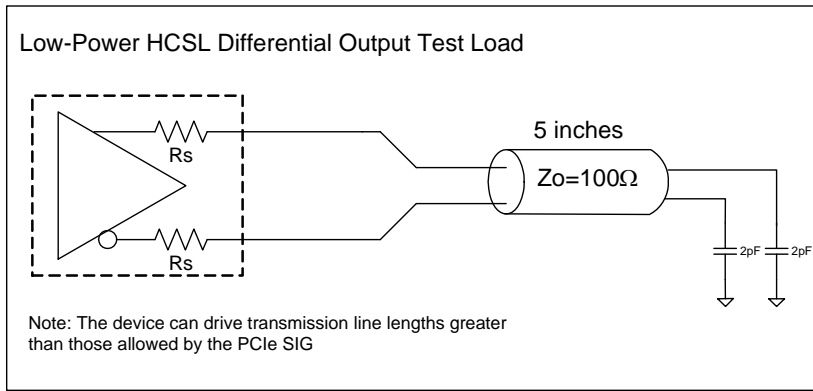 Low-Power HCSL Differential Output Test Load
Rs
5 inches
Zo=100Ω
Rs
2pF
2pF
Note: The device can drive transmission line lengths greater
than those allowed by the PCIe SIG